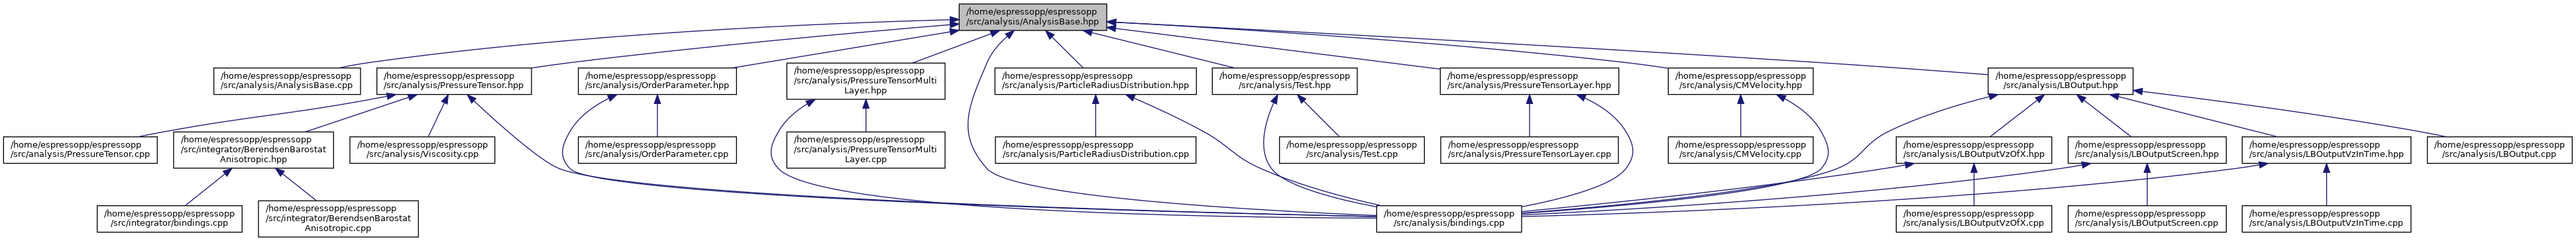 /home/espressopp/espressopp
/src/analysis/AnalysisBase.hpp
/home/espressopp/espressopp
/src/analysis/AnalysisBase.cpp
/home/espressopp/espressopp
/src/analysis/PressureTensor.hpp
/home/espressopp/espressopp
/src/analysis/OrderParameter.hpp
/home/espressopp/espressopp
/src/analysis/PressureTensorMulti
Layer.hpp
/home/espressopp/espressopp
/src/analysis/ParticleRadiusDistribution.hpp
/home/espressopp/espressopp
/src/analysis/Test.hpp
/home/espressopp/espressopp
/src/analysis/PressureTensorLayer.hpp
/home/espressopp/espressopp
/src/analysis/CMVelocity.hpp
/home/espressopp/espressopp
/src/analysis/LBOutput.hpp
/home/espressopp/espressopp
/src/analysis/PressureTensor.cpp
/home/espressopp/espressopp
/src/integrator/BerendsenBarostat
Anisotropic.hpp
/home/espressopp/espressopp
/src/analysis/Viscosity.cpp
/home/espressopp/espressopp
/src/analysis/OrderParameter.cpp
/home/espressopp/espressopp
/src/analysis/PressureTensorMulti
Layer.cpp
/home/espressopp/espressopp
/src/analysis/ParticleRadiusDistribution.cpp
/home/espressopp/espressopp
/src/analysis/Test.cpp
/home/espressopp/espressopp
/src/analysis/PressureTensorLayer.cpp
/home/espressopp/espressopp
/src/analysis/CMVelocity.cpp
/home/espressopp/espressopp
/src/analysis/LBOutputVzOfX.hpp
/home/espressopp/espressopp
/src/analysis/LBOutputScreen.hpp
/home/espressopp/espressopp
/src/analysis/LBOutputVzInTime.hpp
/home/espressopp/espressopp
/src/analysis/LBOutput.cpp
/home/espressopp/espressopp
/src/integrator/bindings.cpp
/home/espressopp/espressopp
/src/integrator/BerendsenBarostat
Anisotropic.cpp
/home/espressopp/espressopp
/src/analysis/bindings.cpp
/home/espressopp/espressopp
/src/analysis/LBOutputVzOfX.cpp
/home/espressopp/espressopp
/src/analysis/LBOutputScreen.cpp
/home/espressopp/espressopp
/src/analysis/LBOutputVzInTime.cpp